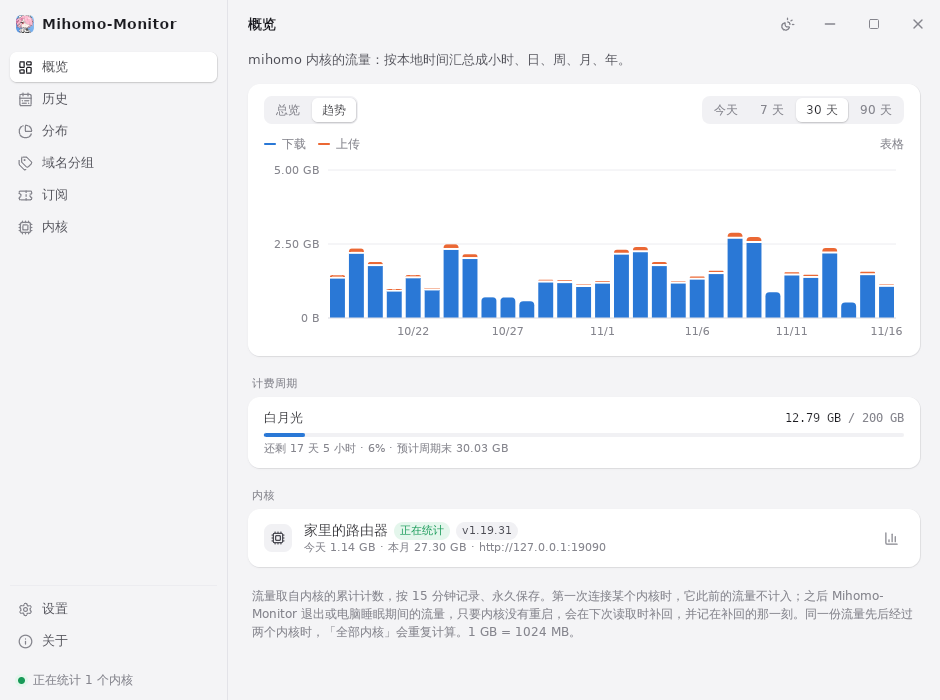 Mihomo-Monitor
概览
历史
分布
域名分组
订阅
内核
设置
关于
正在统计 1 个内核
概览
mihomo 内核的流量：按本地时间汇总成小时、日、周、月、年。
总览 趋势 今天 7 天 30 天 90 天
下载 上传 表格
5.00 GB
2.50 GB
0 B
10/22 10/27 11/1 11/6 11/11 11/16
计费周期
白月光 12.79 GB / 200 GB
还剩 17 天 5 小时 · 6% · 预计周期末 30.03 GB
内核
家里的路由器 正在统计 v1.19.31
今天 1.14 GB · 本月 27.30 GB · http://127.0.0.1:19090
流量取自内核的累计计数，按 15 分钟记录、永久保存。第一次连接某个内核时，它此前的流量不计入；之后 Mihomo-
Monitor 退出或电脑睡眠期间的流量，只要内核没有重启，会在下次读取时补回，并记在补回的那一刻。同一份流量先后经过
两个内核时，「全部内核」会重复计算。1 GB = 1024 MB。